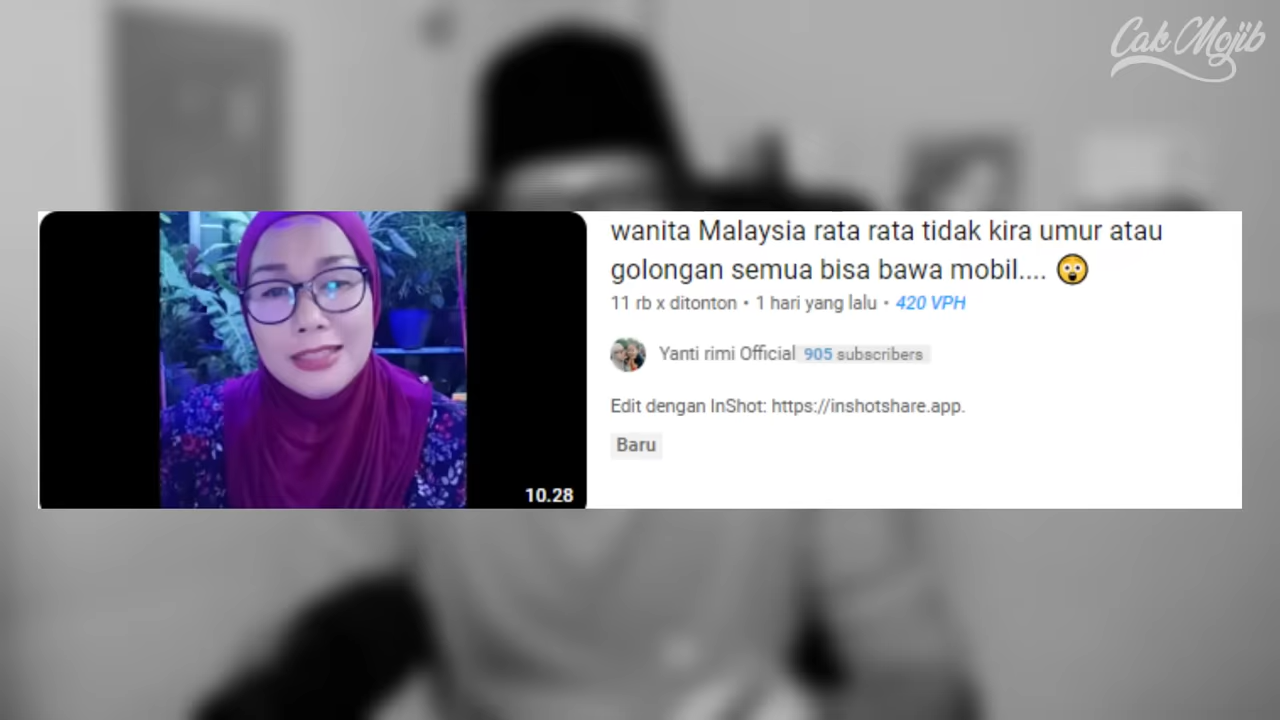 Cak Mojib
wanita Malaysia rata rata tidak kira umur atau
golongan semua bisa bawa mobil.... 😲
11 rb x ditonton • 1 hari yang lalu • 420 VPH
Yanti rimi Official 905 subscribers
Edit dengan InShot: https://inshotshare.app.
Baru
10.28